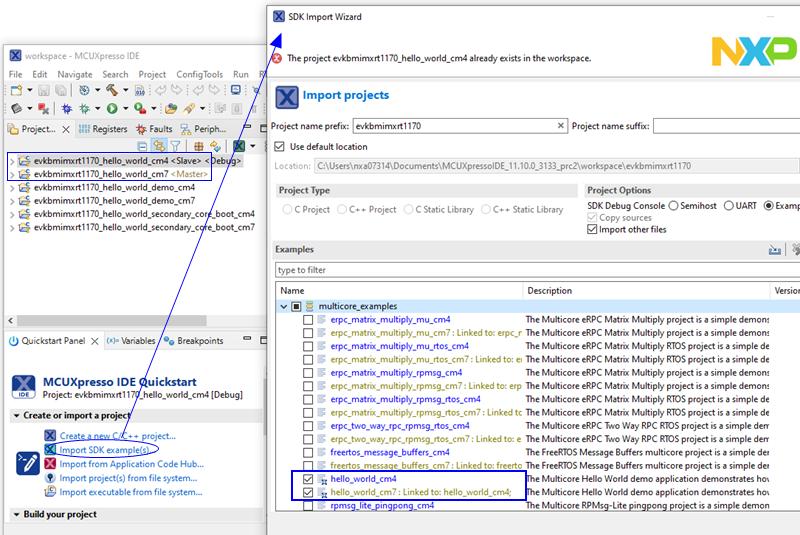 workspace - MCUXpresso IDE
File Edit Navigate Search Project ConfigTools Run R
Project... Registers Faults Periph...
evkbmimxrt1170_hello_world_cm4 <Slave> <Debug>
evkbmimxrt1170_hello_world_cm7 <Master>
evkbmimxrt1170_hello_world_demo_cm4
evkbmimxrt1170_hello_world_demo_cm7
evkbmimxrt1170_hello_world_secondary_core_boot_cm4
evkbmimxrt1170_hello_world_secondary_core_boot_cm7
Quickstart Panel (x)= Variables Breakpoints
IDE
MCUXpresso IDE Quickstart
Project: evkbmimxrt1170_hello_world_cm4 [Debug]
Create or import a project
Create a new C/C++ project...
Import SDK example(s)...
Import from Application Code Hub...
Import project(s) from file system...
Import executable from file system...
Build your project
SDK Import Wizard
The project evkbmimxrt1170_hello_world_cm4 already exists in the workspace.
NXP
Import projects
Project name prefix: evkbmimxrt1170 Project name suffix:
Use default location
Location: C:\Users\nxa07314\Documents\MCUXpressoIDE_11.10.0_3133_prc2\workspace\evkbmimxrt1170
Project Type
C Project C++ Project C Static Library C++ Static Library
Project Options
SDK Debug Console Semihost UART Examp
Copy sources
Import other files
Examples
type to filter
Name Description Version
multicore_examples
erpc_matrix_multiply_mu_cm4 The Multicore eRPC Matrix Multiply project is a simple demons
erpc_matrix_multiply_mu_cm7 : Linked to: erpc_m The Multicore eRPC Matrix Multiply project is a simple demons
erpc_matrix_multiply_mu_rtos_cm4 The Multicore eRPC Matrix Multiply RTOS project is a simple de
erpc_matrix_multiply_mu_rtos_cm7 : Linked to: The Multicore eRPC Matrix Multiply RTOS project is a simple de
erpc_matrix_multiply_rpmsg_cm4 The Multicore eRPC Matrix Multiply project is a simple demons
erpc_matrix_multiply_rpmsg_cm7 : Linked to: erp The Multicore eRPC Matrix Multiply project is a simple demons
erpc_matrix_multiply_rpmsg_rtos_cm4 The Multicore eRPC Matrix Multiply RTOS project is a simple de
erpc_matrix_multiply_rpmsg_rtos_cm7 : Linked t The Multicore eRPC Matrix Multiply RTOS project is a simple de
erpc_two_way_rpc_rpmsg_rtos_cm4 The Multicore eRPC Two Way RPC RTOS project is a simple de
erpc_two_way_rpc_rpmsg_rtos_cm7 : Linked to: The Multicore eRPC Two Way RPC RTOS project is a simple de
freertos_message_buffers_cm4 The FreeRTOS Message Buffers multicore project is a simple de
freertos_message_buffers_cm7 : Linked to: freerto The FreeRTOS Message Buffers multicore project is a simple de
hello_world_cm4 The Multicore Hello World demo application demonstrates how
hello_world_cm7 : Linked to: hello_world_cm4; The Multicore Hello World demo application demonstrates how
rpmsg_lite_pingpong_cm4 The Multicore RPMsg-Lite pingpong project is a simple demons